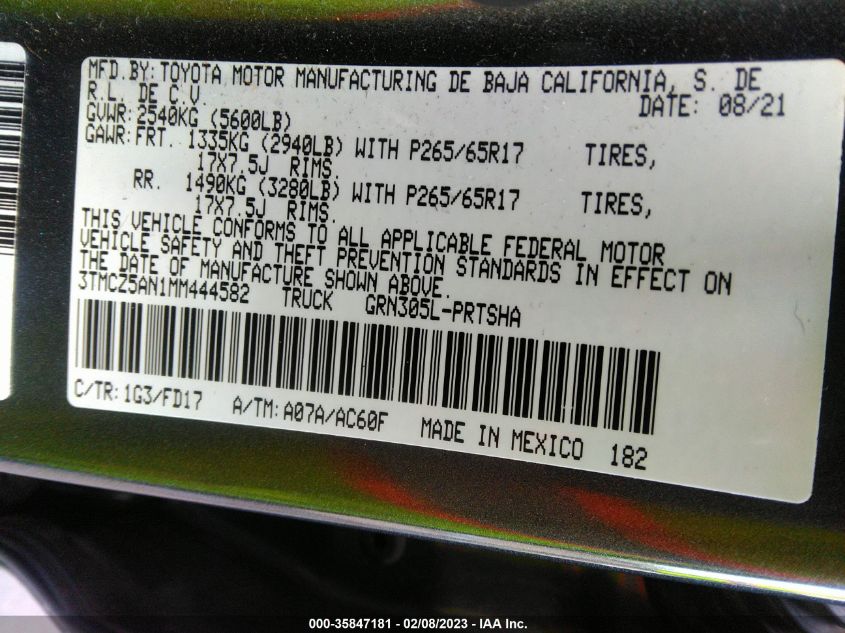 MFD.BY: TOYOTA MOTOR MANUFACTURING DE BAJA CALIFORNIA, S. DE
R.L. DE C.V. DATE: 08/21
GVWR: 2540KG (5600LB)
GAWR: FRT. 1335KG (2940LB) WITH P265/65R17 TIRES,
17X7.5J RIMS.
RR. 1490KG (3280LB) WITH P265/65R17 TIRES,
17X7.5J RIMS.
THIS VEHICLE CONFORMS TO ALL APPLICABLE FEDERAL MOTOR
VEHICLE SAFETY AND THEFT PREVENTION STANDARDS IN EFFECT ON
THE DATE OF MANUFACTURE SHOWN ABOVE.
3TMCZ5AN1MM444582 TRUCK GRN305L-PRTSHA
C/TR: 1G3/FD17 A/TM: A07A/AC60F MADE IN MEXICO 182
000-35847181 - 02/08/2023 - IAA Inc.